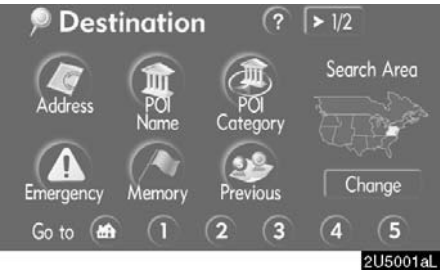 Destination ? > 1/2
Search Area
Address POI Name POI Category
Emergency Memory Previous
Change
Go to 1 2 3 4 5
2U5001aL